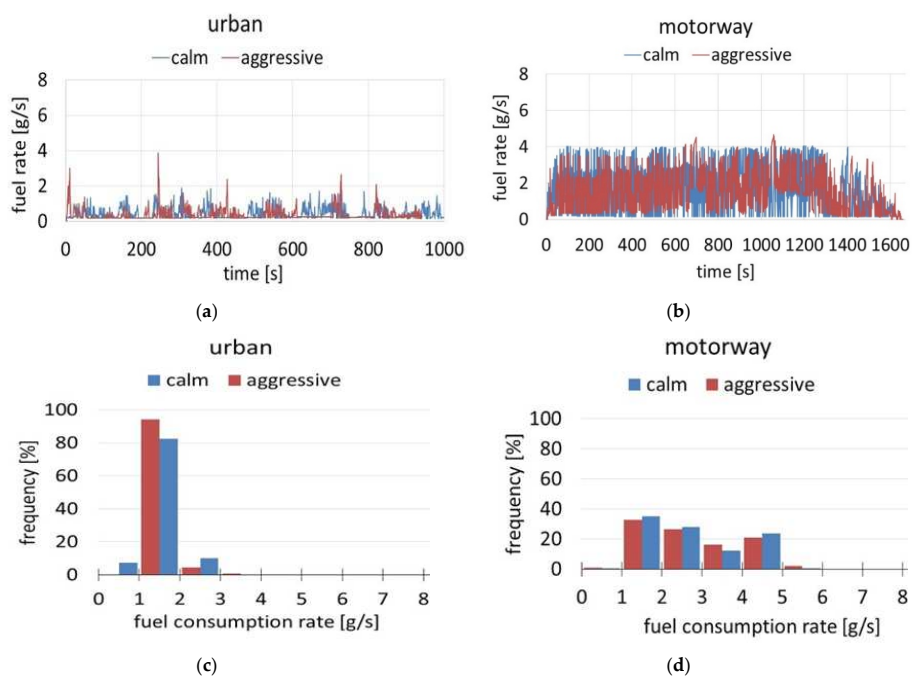 urban
calm aggressive
fuel rate [g/s]
8
6
4
2
0
0 200 400 600 800 1000
time [s]
(a)
motorway
calm aggressive
fuel rate [g/s]
8
6
4
2
0
0 200 400 600 800 1000 1200 1400 1600
time [s]
(b)
urban
calm aggressive
frequency [%]
100
80
60
40
20
0
0 1 2 3 4 5 6 7 8
fuel consumption rate [g/s]
(c)
motorway
calm aggressive
frequency [%]
100
80
60
40
20
0
0 1 2 3 4 5 6 7 8
fuel consumption rate [g/s]
(d)